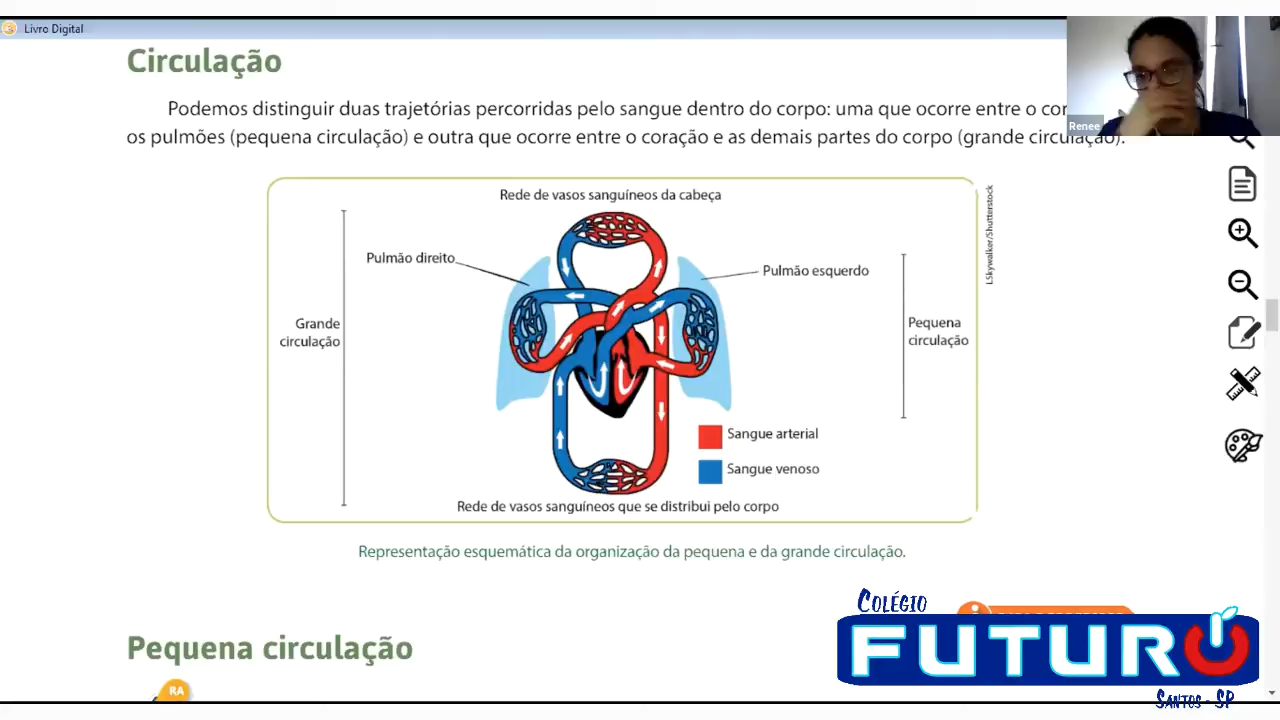 Livro Digital
Circulação
Podemos distinguir duas trajetórias percorridas pelo sangue dentro do corpo: uma que ocorre entre o
os pulmões (pequena circulação) e outra que ocorre entre o coração e as demais partes do corpo (grande circulação).
Renee
Rede de vasos sanguíneos da cabeça
LSkywalker/Shutterstock
Pulmão direito
Pulmão esquerdo
Grande
circulação
Pequena
circulação
Sangue arterial
Sangue venoso
Rede de vasos sanguíneos que se distribui pelo corpo
Representação esquemática da organização da pequena e da grande circulação.
COLÉGIO
FUTURO
SANTOS - SP
Pequena circulação
RA